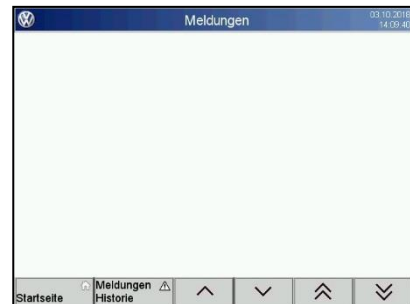 Meldungen
03.10.2016
14:09:40
Startseite
Meldungen
Historie